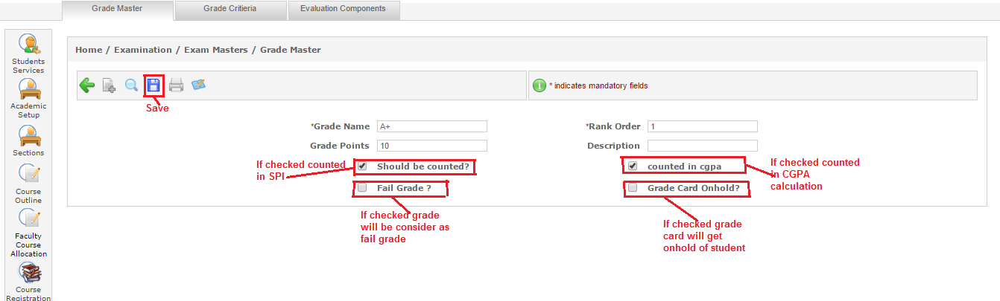 Grade Master
Grade Critieria
Evaluation Components
Students
Services
Academic
Setup
Sections
Course
Outline
Faculty
Course
Allocation
Course
Registration
Home / Examination / Exam Masters / Grade Master
* indicates mandatory fields
Save
*Grade Name A+
*Rank Order 1
Grade Points 10
Description
If checked counted
in SPI
Should be counted?
counted in cgpa
If checked counted
in CGPA
calculation
Fail Grade ?
Grade Card Onhold?
If checked grade
will be consider as
fail grade
If checked grade
card will get
onhold of student